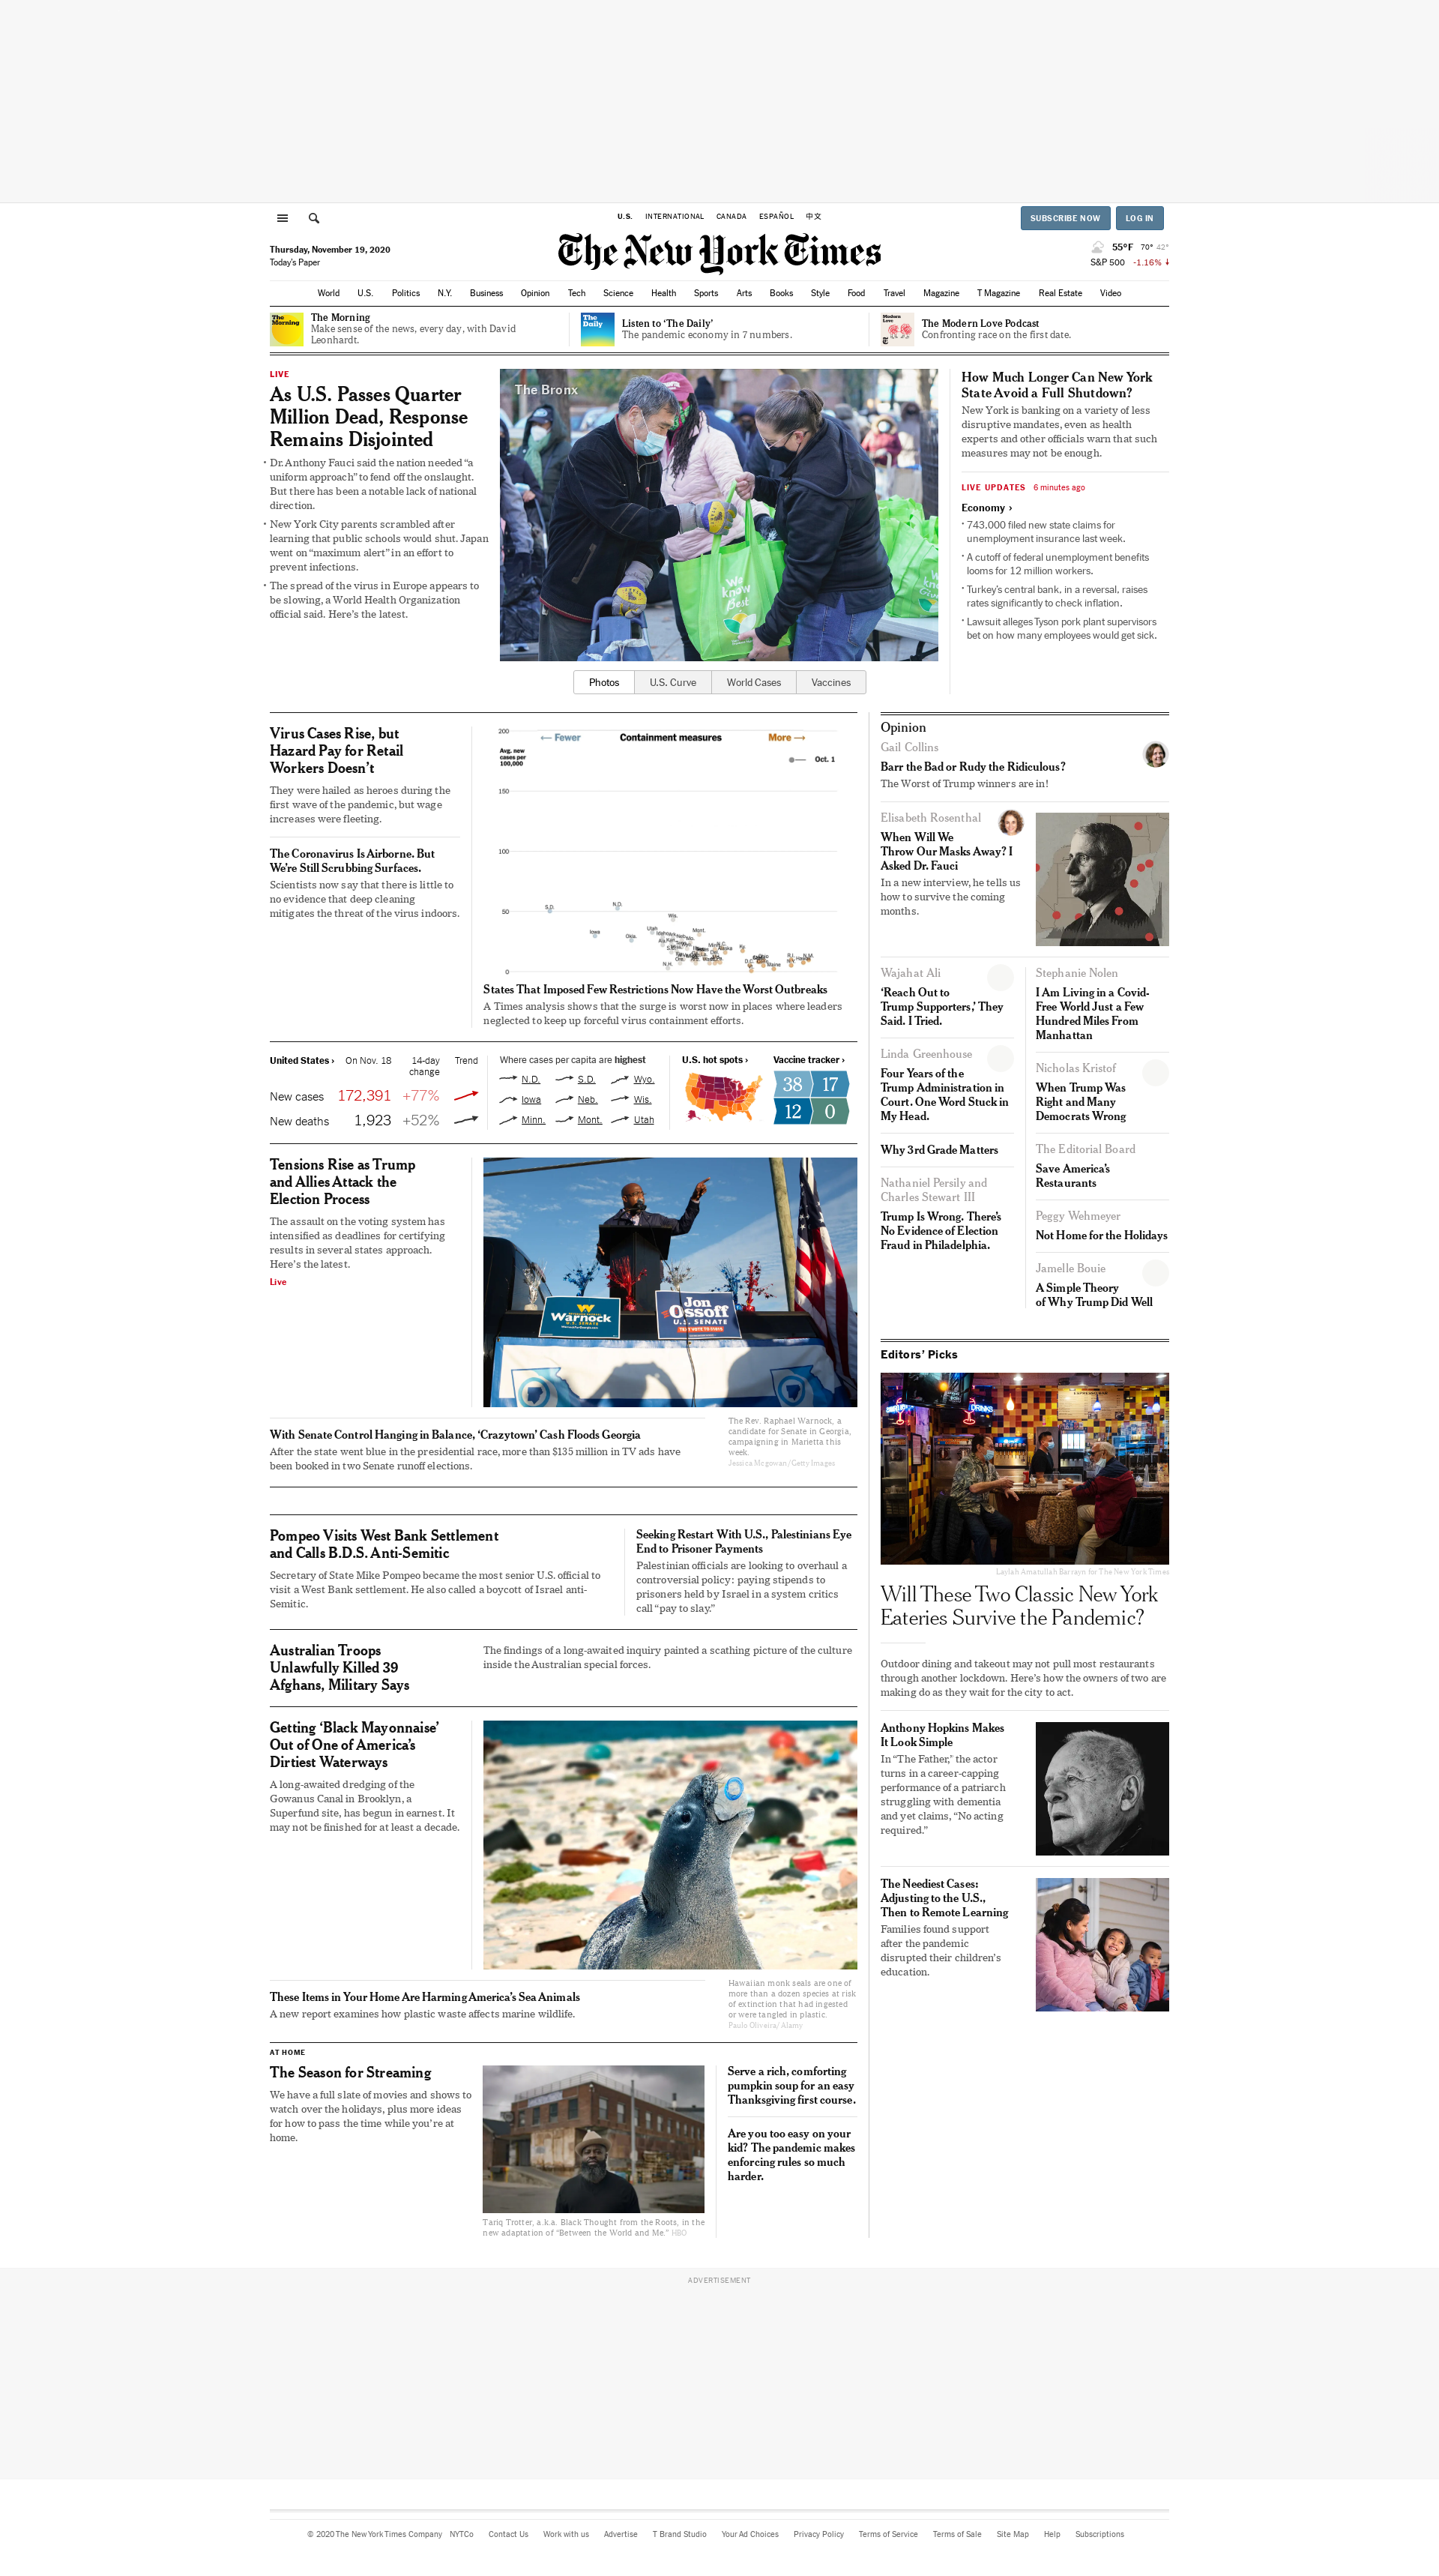 U.S. INTERNATIONAL CANADA ESPAÑOL 中文
SUBSCRIBE NOW LOG IN
Thursday, November 19, 2020
Today's Paper
The New York Times
55°F 70° 42°
S&P 500 -1.16%
World U.S. Politics N.Y. Business Opinion Tech Science Health Sports Arts Books Style Food Travel Magazine T Magazine Real Estate Video
The Morning
The Morning
Make sense of the news, every day, with David
Leonhardt.
The Daily
Listen to ‘The Daily’
The pandemic economy in 7 numbers.
Modern Love
The Modern Love Podcast
Confronting race on the first date.
LIVE
As U.S. Passes Quarter
Million Dead, Response
Remains Disjointed
• Dr. Anthony Fauci said the nation needed “a
uniform approach” to fend off the onslaught.
But there has been a notable lack of national
direction.
• New York City parents scrambled after
learning that public schools would shut. Japan
went on “maximum alert” in an effort to
prevent infections.
• The spread of the virus in Europe appears to
be slowing, a World Health Organization
official said. Here’s the latest.
The Bronx
we know Best
Photos U.S. Curve World Cases Vaccines
How Much Longer Can New York
State Avoid a Full Shutdown?
New York is banking on a variety of less
disruptive mandates, even as health
experts and other officials warn that such
measures may not be enough.
LIVE UPDATES 6 minutes ago
Economy ›
• 743,000 filed new state claims for
unemployment insurance last week.
• A cutoff of federal unemployment benefits
looms for 12 million workers.
• Turkey’s central bank, in a reversal, raises
rates significantly to check inflation.
• Lawsuit alleges Tyson pork plant supervisors
bet on how many employees would get sick.
Virus Cases Rise, but
Hazard Pay for Retail
Workers Doesn’t
They were hailed as heroes during the
first wave of the pandemic, but wage
increases were fleeting.
The Coronavirus Is Airborne. But
We’re Still Scrubbing Surfaces.
Scientists now say that there is little to
no evidence that deep cleaning
mitigates the threat of the virus indoors.
200
← Fewer Containment measures More →
Avg. new
cases per
100,000
Oct. 1
150
100
50
S.D. N.D. Wis.
Iowa Okla. Utah Mont.
N.H. Maine
0
States That Imposed Few Restrictions Now Have the Worst Outbreaks
A Times analysis shows that the surge is worst now in places where leaders
neglected to keep up forceful virus containment efforts.
United States › On Nov. 18 14-day
change Trend
New cases 172,391 +77%
New deaths 1,923 +52%
Where cases per capita are highest
N.D. S.D. Wyo.
Iowa Neb. Wis.
Minn. Mont. Utah
U.S. hot spots ›
Vaccine tracker ›
38 17
12 0
Tensions Rise as Trump
and Allies Attack the
Election Process
The assault on the voting system has
intensified as deadlines for certifying
results in several states approach.
Here’s the latest.
Live
Warnock
U.S. SENATE
Jon
Ossoff
U.S. SENATE
With Senate Control Hanging in Balance, ‘Crazytown’ Cash Floods Georgia
After the state went blue in the presidential race, more than $135 million in TV ads have
been booked in two Senate runoff elections.
The Rev. Raphael Warnock, a
candidate for Senate in Georgia,
campaigning in Marietta this
week.
Jessica Mcgowan/Getty Images
Pompeo Visits West Bank Settlement
and Calls B.D.S. Anti-Semitic
Secretary of State Mike Pompeo became the most senior U.S. official to
visit a West Bank settlement. He also called a boycott of Israel anti-
Semitic.
Seeking Restart With U.S., Palestinians Eye
End to Prisoner Payments
Palestinian officials are looking to overhaul a
controversial policy: paying stipends to
prisoners held by Israel in a system critics
call “pay to slay.”
Australian Troops
Unlawfully Killed 39
Afghans, Military Says
The findings of a long-awaited inquiry painted a scathing picture of the culture
inside the Australian special forces.
Getting ‘Black Mayonnaise’
Out of One of America’s
Dirtiest Waterways
A long-awaited dredging of the
Gowanus Canal in Brooklyn, a
Superfund site, has begun in earnest. It
may not be finished for at least a decade.
These Items in Your Home Are Harming America’s Sea Animals
A new report examines how plastic waste affects marine wildlife.
Hawaiian monk seals are one of
more than a dozen species at risk
of extinction that had ingested
or were tangled in plastic.
Paulo Oliveira/Alamy
AT HOME
The Season for Streaming
We have a full slate of movies and shows to
watch over the holidays, plus more ideas
for how to pass the time while you’re at
home.
Tariq Trotter, a.k.a. Black Thought from the Roots, in the
new adaptation of “Between the World and Me.” HBO
Serve a rich, comforting
pumpkin soup for an easy
Thanksgiving first course.
Are you too easy on your
kid? The pandemic makes
enforcing rules so much
harder.
Opinion
Gail Collins
Barr the Bad or Rudy the Ridiculous?
The Worst of Trump winners are in!
Elisabeth Rosenthal
When Will We
Throw Our Masks Away? I
Asked Dr. Fauci
In a new interview, he tells us
how to survive the coming
months.
Wajahat Ali
‘Reach Out to
Trump Supporters,’ They
Said. I Tried.
Linda Greenhouse
Four Years of the
Trump Administration in
Court. One Word Stuck in
My Head.
Why 3rd Grade Matters
Nathaniel Persily and
Charles Stewart III
Trump Is Wrong. There’s
No Evidence of Election
Fraud in Philadelphia.
Stephanie Nolen
I Am Living in a Covid-
Free World Just a Few
Hundred Miles From
Manhattan
Nicholas Kristof
When Trump Was
Right and Many
Democrats Wrong
The Editorial Board
Save America’s
Restaurants
Peggy Wehmeyer
Not Home for the Holidays
Jamelle Bouie
A Simple Theory
of Why Trump Did Well
Editors’ Picks
DRINKS
Laylah Amatullah Barrayn for The New York Times
Will These Two Classic New York
Eateries Survive the Pandemic?
Outdoor dining and takeout may not pull most restaurants
through another lockdown. Here’s how the owners of two are
making do as they wait for the city to act.
Anthony Hopkins Makes
It Look Simple
In “The Father,” the actor
turns in a career-capping
performance of a patriarch
struggling with dementia
and yet claims, “No acting
required.”
The Neediest Cases:
Adjusting to the U.S.,
Then to Remote Learning
Families found support
after the pandemic
disrupted their children’s
education.
ADVERTISEMENT
© 2020 The New York Times Company NYTCo Contact Us Work with us Advertise T Brand Studio Your Ad Choices Privacy Policy Terms of Service Terms of Sale Site Map Help Subscriptions